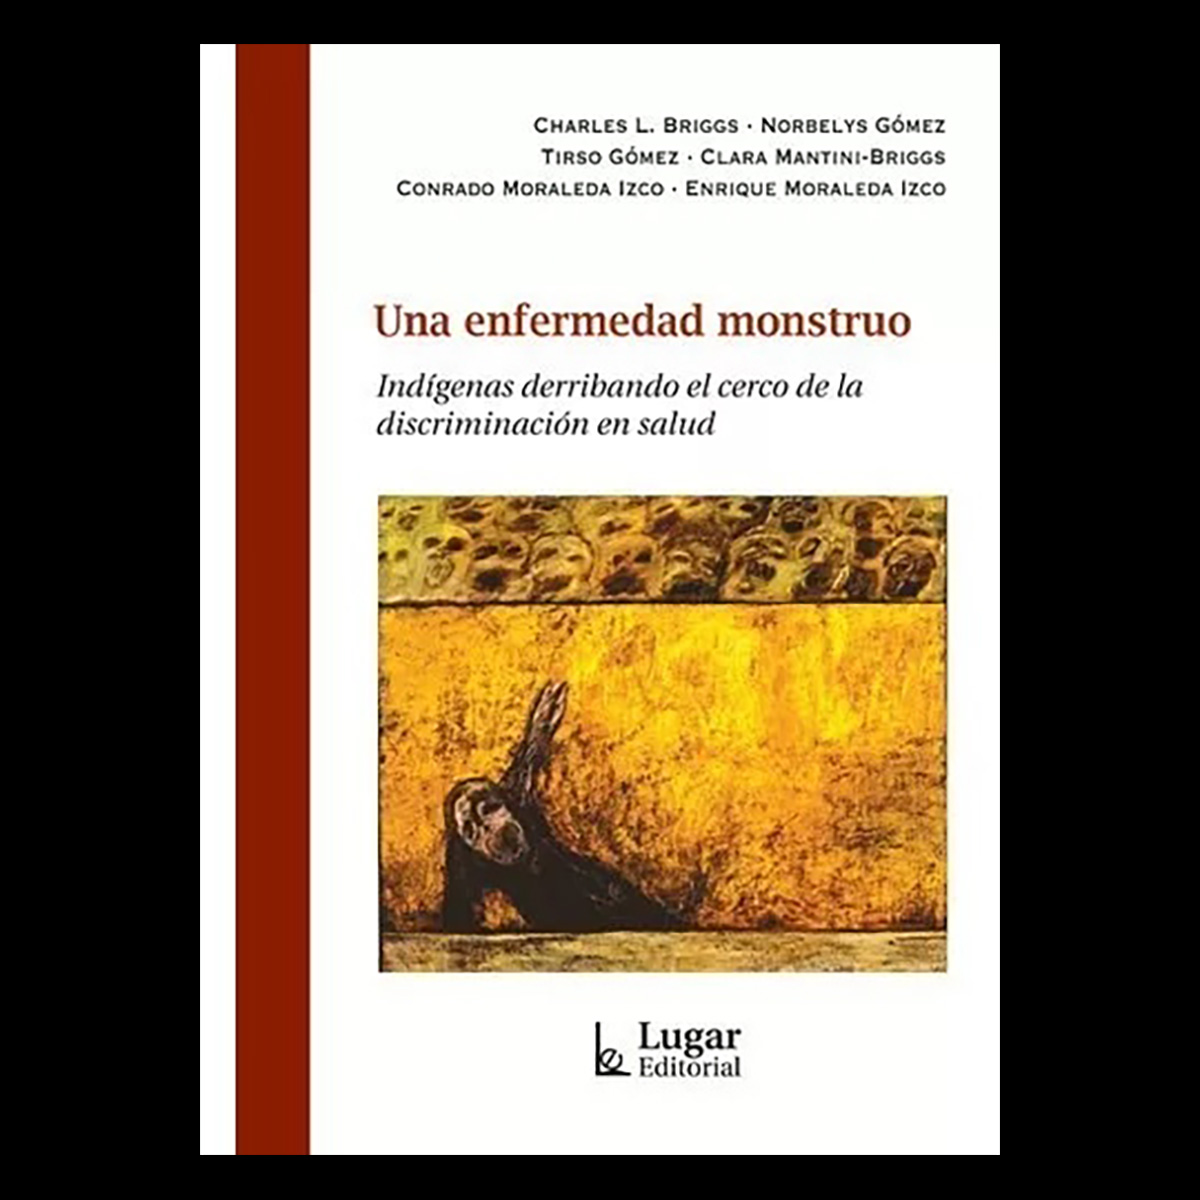 CHARLES L. BRIGGS · NORBELYS GÓMEZ
TIRSO GÓMEZ · CLARA MANTINI-BRIGGS
CONRADO MORALEDA IZCO · ENRIQUE MORALEDA IZCO
Una enfermedad monstruo
Indígenas derribando el cerco de la
discriminación en salud
Le
Lugar
Editorial